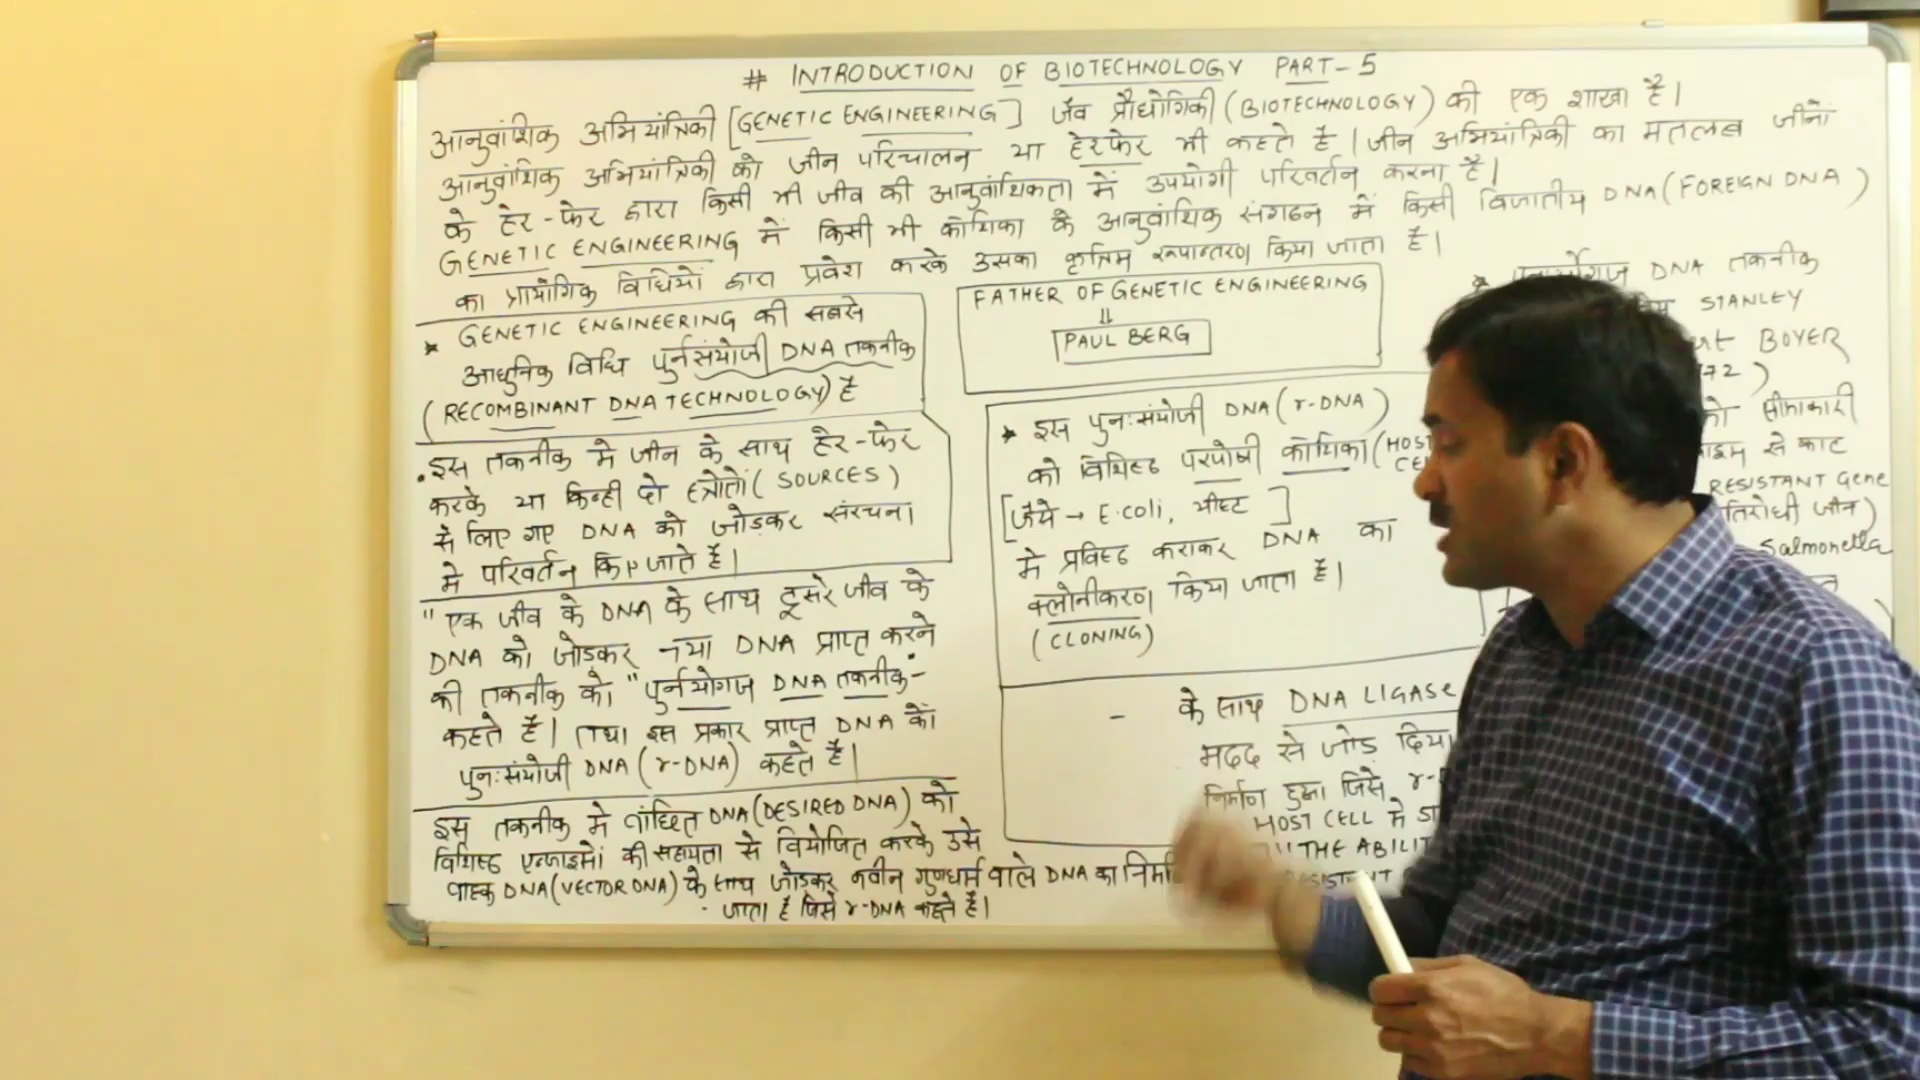 # INTRODUCTION OF BIOTECHNOLOGY PART-5
आनुवांशिक अभियांत्रिकी [GENETIC ENGINEERING] जैव प्रौद्योगिकी (BIOTECHNOLOGY) की एक शाखा है।
आनुवांशिक अभियांत्रिकी को जीन परिचालन या हेरफेर भी कहते है। जीन अभियांत्रिकी का मतलब जीनों
के हेर-फेर द्वारा किसी भी जीव की आनुवांशिकता में उपयोगी परिवर्तन करना है।
GENETIC ENGINEERING में किसी भी कोशिका के आनुवांशिक संगठन में किसी विजातीय DNA (FOREIGN DNA)
का प्रायोगिक विधियों द्वारा प्रवेश करके उसका कृत्रिम रूपान्तरण किया जाता है।
* GENETIC ENGINEERING की सबसे
आधुनिक विधि पुर्नसंयोजी DNA तकनीक
(RECOMBINANT DNA TECHNOLOGY) है
.इस तकनीक मे जीन के साथ हेर-फेर
करके या किन्ही दो स्त्रोतों (SOURCES)
से लिए गए DNA को जोड़कर संरचना
मे परिवर्तन किए जाते है।
"एक जीव के DNA के साथ दूसरे जीव के
DNA को जोड़कर नया DNA प्राप्त करने
की तकनीक को "पुर्नयोगज DNA तकनीक-
कहते है। तथा इस प्रकार प्राप्त DNA को
पुन:संयोजी DNA (r-DNA) कहते है।
इस तकनीक मे वांछित DNA (DESIRED DNA) को
विशिष्ट एन्जाइमों की सहायता से वियोजित करके उसे
वाहक DNA (VECTOR DNA) के साथ जोड़कर नवीन गुणधर्म वाले DNA का
जाता है जिसे r-DNA कहते है।
FATHER OF GENETIC ENGINEERING
⇓
PAUL BERG
* इस पुन:संयोजी DNA (r-DNA)
को विशिष्ट परपोषी कोशिका (HOST
[जैसे → E.coli, यीस्ट]
मे प्रविष्ट कराकर DNA का
क्लोनीकरण किया जाता है।
(CLONING)
DNA तकनीक
STANLEY
BOYER
72)
को सीमाकारी
से काट
RESISTANT Gene
जीन)
Salmonella
- के साथ DNA LIGASE
मदद से जोड़ दिया
निर्माण हुआ जिसे r-
HOST CELL मे
THE ABILIT